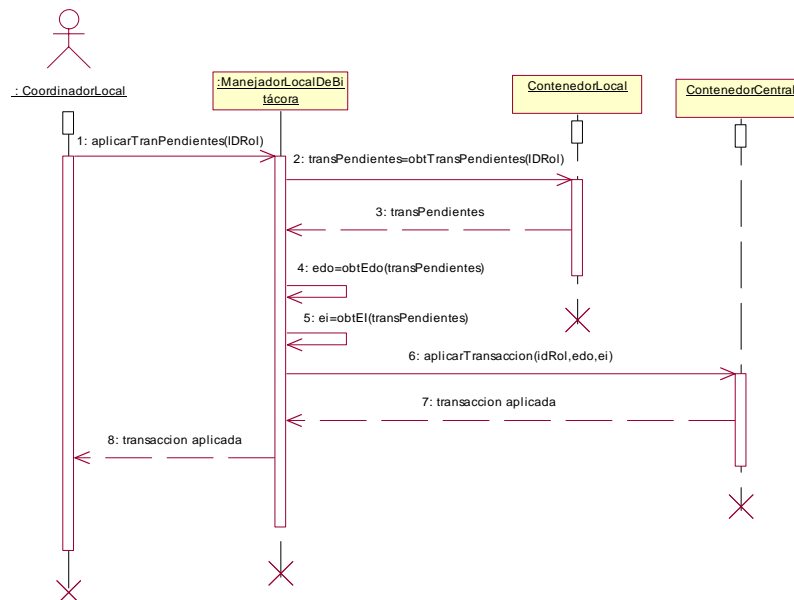 : CoordinadorLocal
:ManejadorLocalDeBi
tácora
ContenedorLocal
ContenedorCentral
1: aplicarTranPendientes(IDRol)
2: transPendientes=obtTransPendientes(IDRol)
3: transPendientes
4: edo=obtEdo(transPendientes)
5: ei=obtEI(transPendientes)
6: aplicarTransaccion(idRol,edo,ei)
7: transaccion aplicada
8: transaccion aplicada